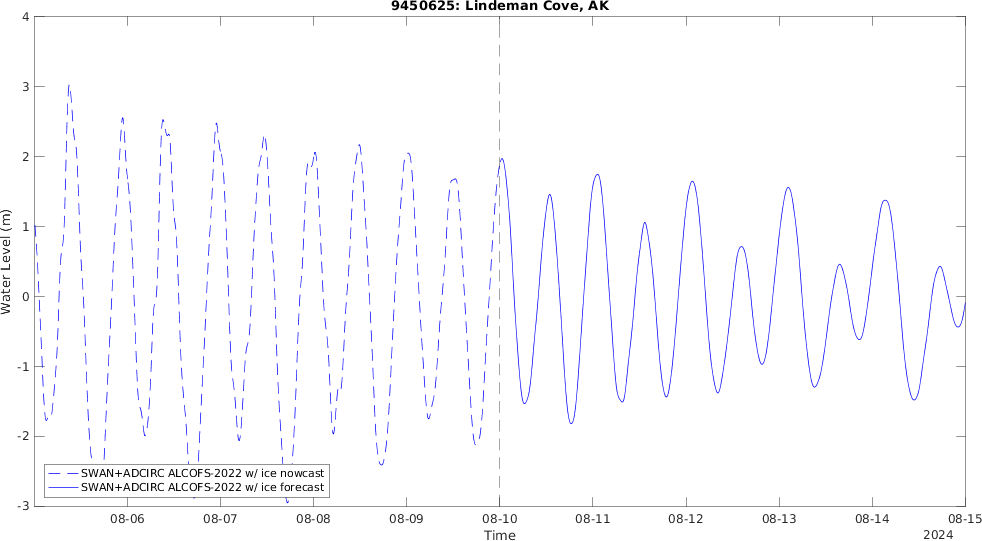 9450625: Lindeman Cove, AK
4
3
2
1
0
-1
-2
-3
Water Level (m)
SWAN+ADCIRC ALCOFS-2022 w/ ice nowcast
SWAN+ADCIRC ALCOFS-2022 w/ ice forecast
08-06 08-07 08-08 08-09 08-10 08-11 08-12 08-13 08-14 08-15
Time
2024